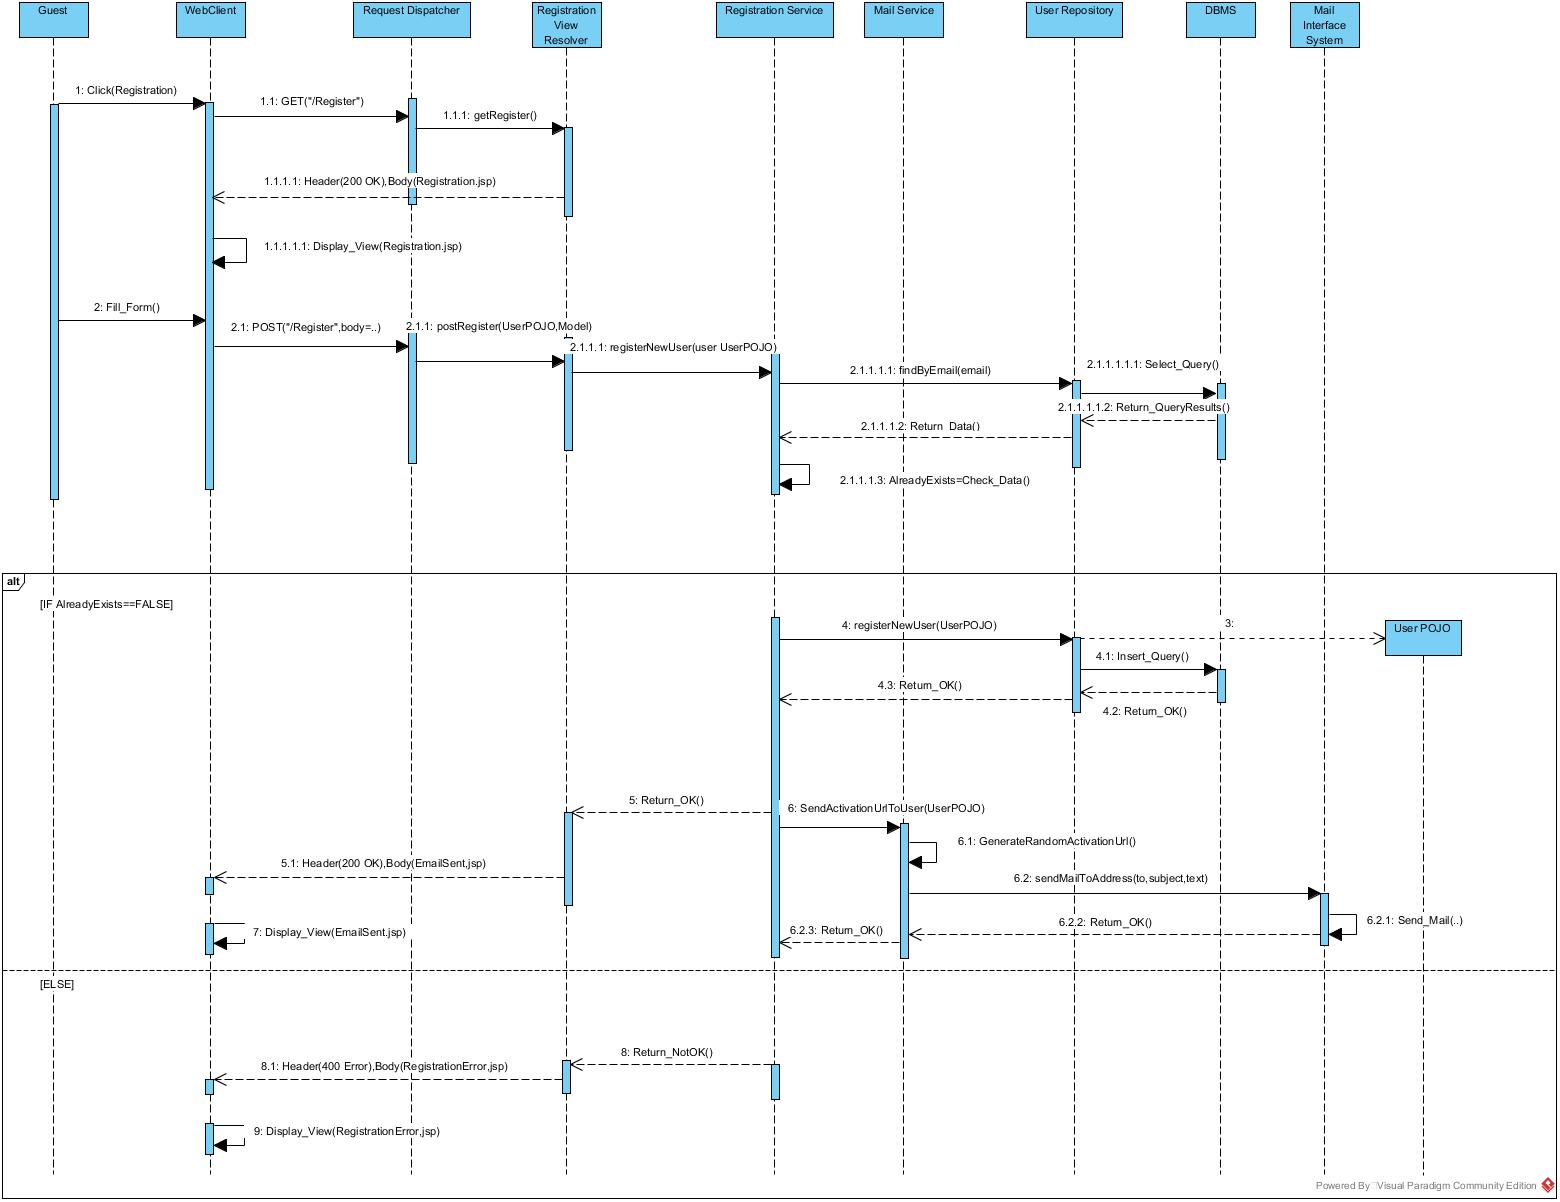 Guest
WebClient
Request Dispatcher
Registration
View
Resolver
Registration Service
Mail Service
User Repository
DBMS
Mail
Interface
System
1: Click(Registration)
1.1: GET("/Register")
1.1.1: getRegister()
1.1.1.1: Header(200 OK),Body(Registration.jsp)
1.1.1.1.1: Display_View(Registration.jsp)
2: Fill_Form()
2.1: POST("/Register",body=..)
2.1.1: postRegister(UserPOJO,Model)
2.1.1.1: registerNewUser(user UserPOJO)
2.1.1.1.1: findByEmail(email)
2.1.1.1.1.1: Select_Query()
2.1.1.1.1.2: Return_QueryResults()
2.1.1.1.2: Return_Data()
2.1.1.1.3: AlreadyExists=Check_Data()
alt
[IF AlreadyExists==FALSE]
4: registerNewUser(UserPOJO)
3:
User POJO
4.1: Insert_Query()
4.3: Return_OK()
4.2: Return_OK()
5: Return_OK()
6: SendActivationUrlToUser(UserPOJO)
6.1: GenerateRandomActivationUrl()
5.1: Header(200 OK),Body(EmailSent,jsp)
6.2: sendMailToAddress(to,subject,text)
6.2.1: Send_Mail(..)
6.2.2: Return_OK()
6.2.3: Return_OK()
7: Display_View(EmailSent.jsp)
[ELSE]
8: Return_NotOK()
8.1: Header(400 Error),Body(RegistrationError,jsp)
9: Display_View(RegistrationError,jsp)
Powered By Visual Paradigm Community Edition